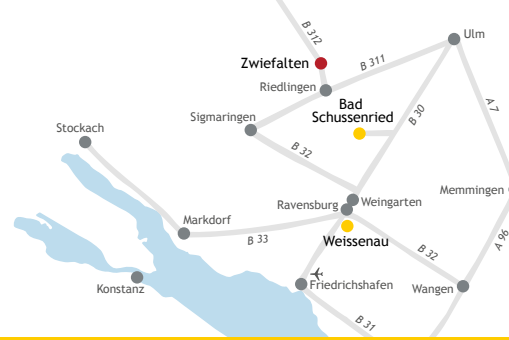 B 312
Ulm
Zwiefalten
B 311
Riedlingen
A 7
Bad
Schussenried
B 30
Sigmaringen
Stockach
B 32
Memmingen
Ravensburg
Weingarten
Markdorf
B 33
Weissenau
B 32
A 96
Konstanz
Friedrichshafen
Wangen
B 31